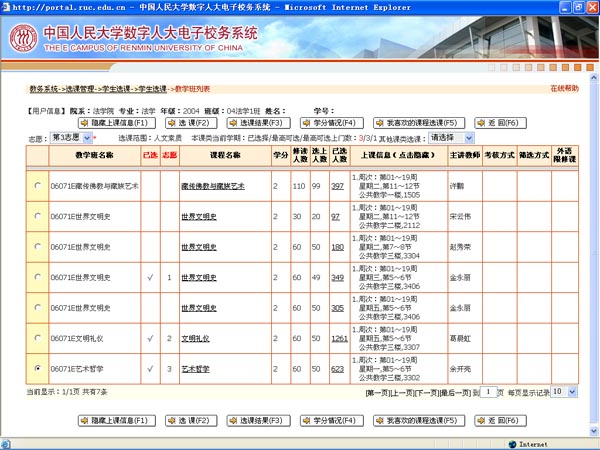 http://portal.ruc.edu.cn - 中国人民大学数字人大电子校务系统 - Microsoft Internet Explorer
中国人民大学数字人大电子校务系统
THE E CAMPUS OF RENMIN UNIVERSITY OF CHINA
教务系统->选课管理->学生选课->学生选课->教学班列表 在线帮助
【用户信息】院系：法学院 专业：法学 年级：2004 班级：04法学1班 姓名： 学号：
隐藏上课信息(F1) 选 课(F2) 选课结果(F3) 学分情况(F4) 我喜欢的课程选课(F5) 返 回(F6)
志愿： 第3志愿 * 选课范围：人文素质 本课类当前学期：已选择/最高可选/最高可选上门数：3/3/1 其他课类选课： 请选择
教学班名称 已选 志愿 课程名称 学分 修读人数 选上人数 已选人数 上课信息（点击隐藏） 主讲教师 考核方式 筛选方式 外语限修课
06071E藏传佛教与藏族艺术 藏传佛教与藏族艺术 2 110 99 397 1.周次：第01～19周 星期二,第11～12节 公共教学一楼,1505 许鹏
06071E世界文明史 世界文明史 2 30 20 97 1.周次：第01～19周 星期二,第11～12节 公共教学二楼,2112 宋云伟
06071E世界文明史 世界文明史 2 60 50 180 1.周次：第01～19周 星期二,第7～8节 公共教学三楼,3304 赵秀荣
06071E世界文明史 √ 1 世界文明史 2 60 49 349 1.周次：第01～19周 星期三,第5～6节 公共教学三楼,3406 金永丽
06071E世界文明史 世界文明史 2 60 50 305 1.周次：第01～19周 星期五,第5～6节 公共教学三楼,3406 金永丽
06071E文明礼仪 √ 2 文明礼仪 2 60 50 1261 1.周次：第01～19周 星期五,第5～6节 公共教学三楼,3307 葛晨虹
06071E艺术哲学 √ 3 艺术哲学 2 60 50 623 1.周次：第01～19周 星期一,第5～6节 公共教学三楼,3302 余开亮
当前显示：1/1页 共有7条 [第一页][上一页][下一页][最后一页] 到 1 页 每页显示记录 10
隐藏上课信息(F1) 选 课(F2) 选课结果(F3) 学分情况(F4) 我喜欢的课程选课(F5) 返 回(F6)
Internet